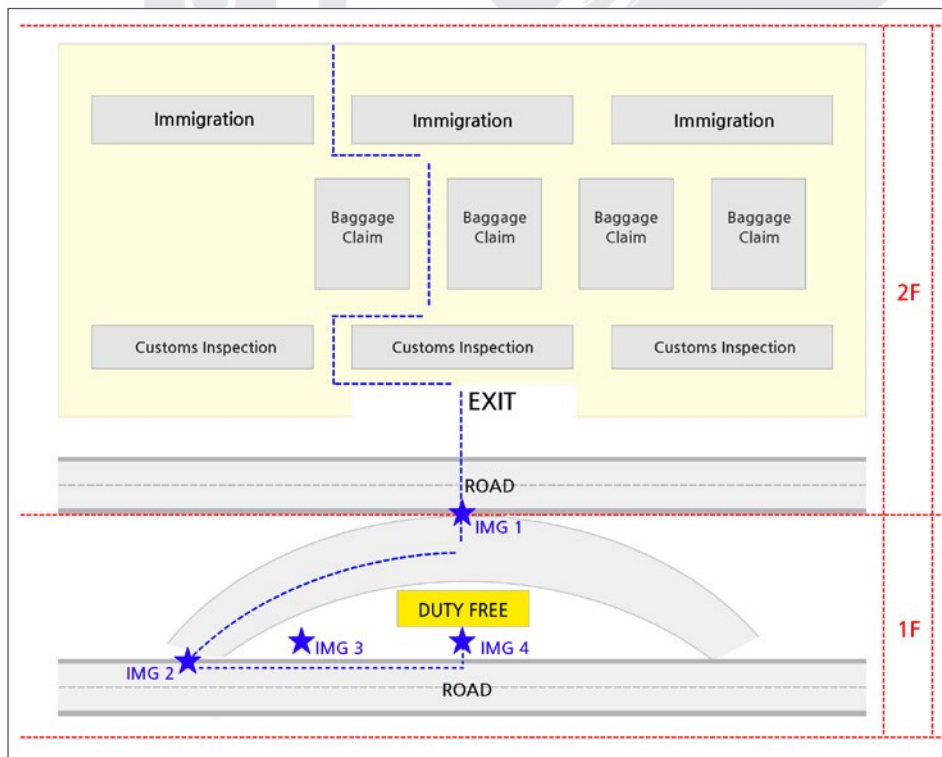 Immigration
Immigration
Immigration
Baggage
Claim
Baggage
Claim
Baggage
Claim
Baggage
Claim
2F
Customs Inspection
Customs Inspection
Customs Inspection
EXIT
ROAD
IMG 1
DUTY FREE
1F
IMG 3
IMG 4
IMG 2
ROAD